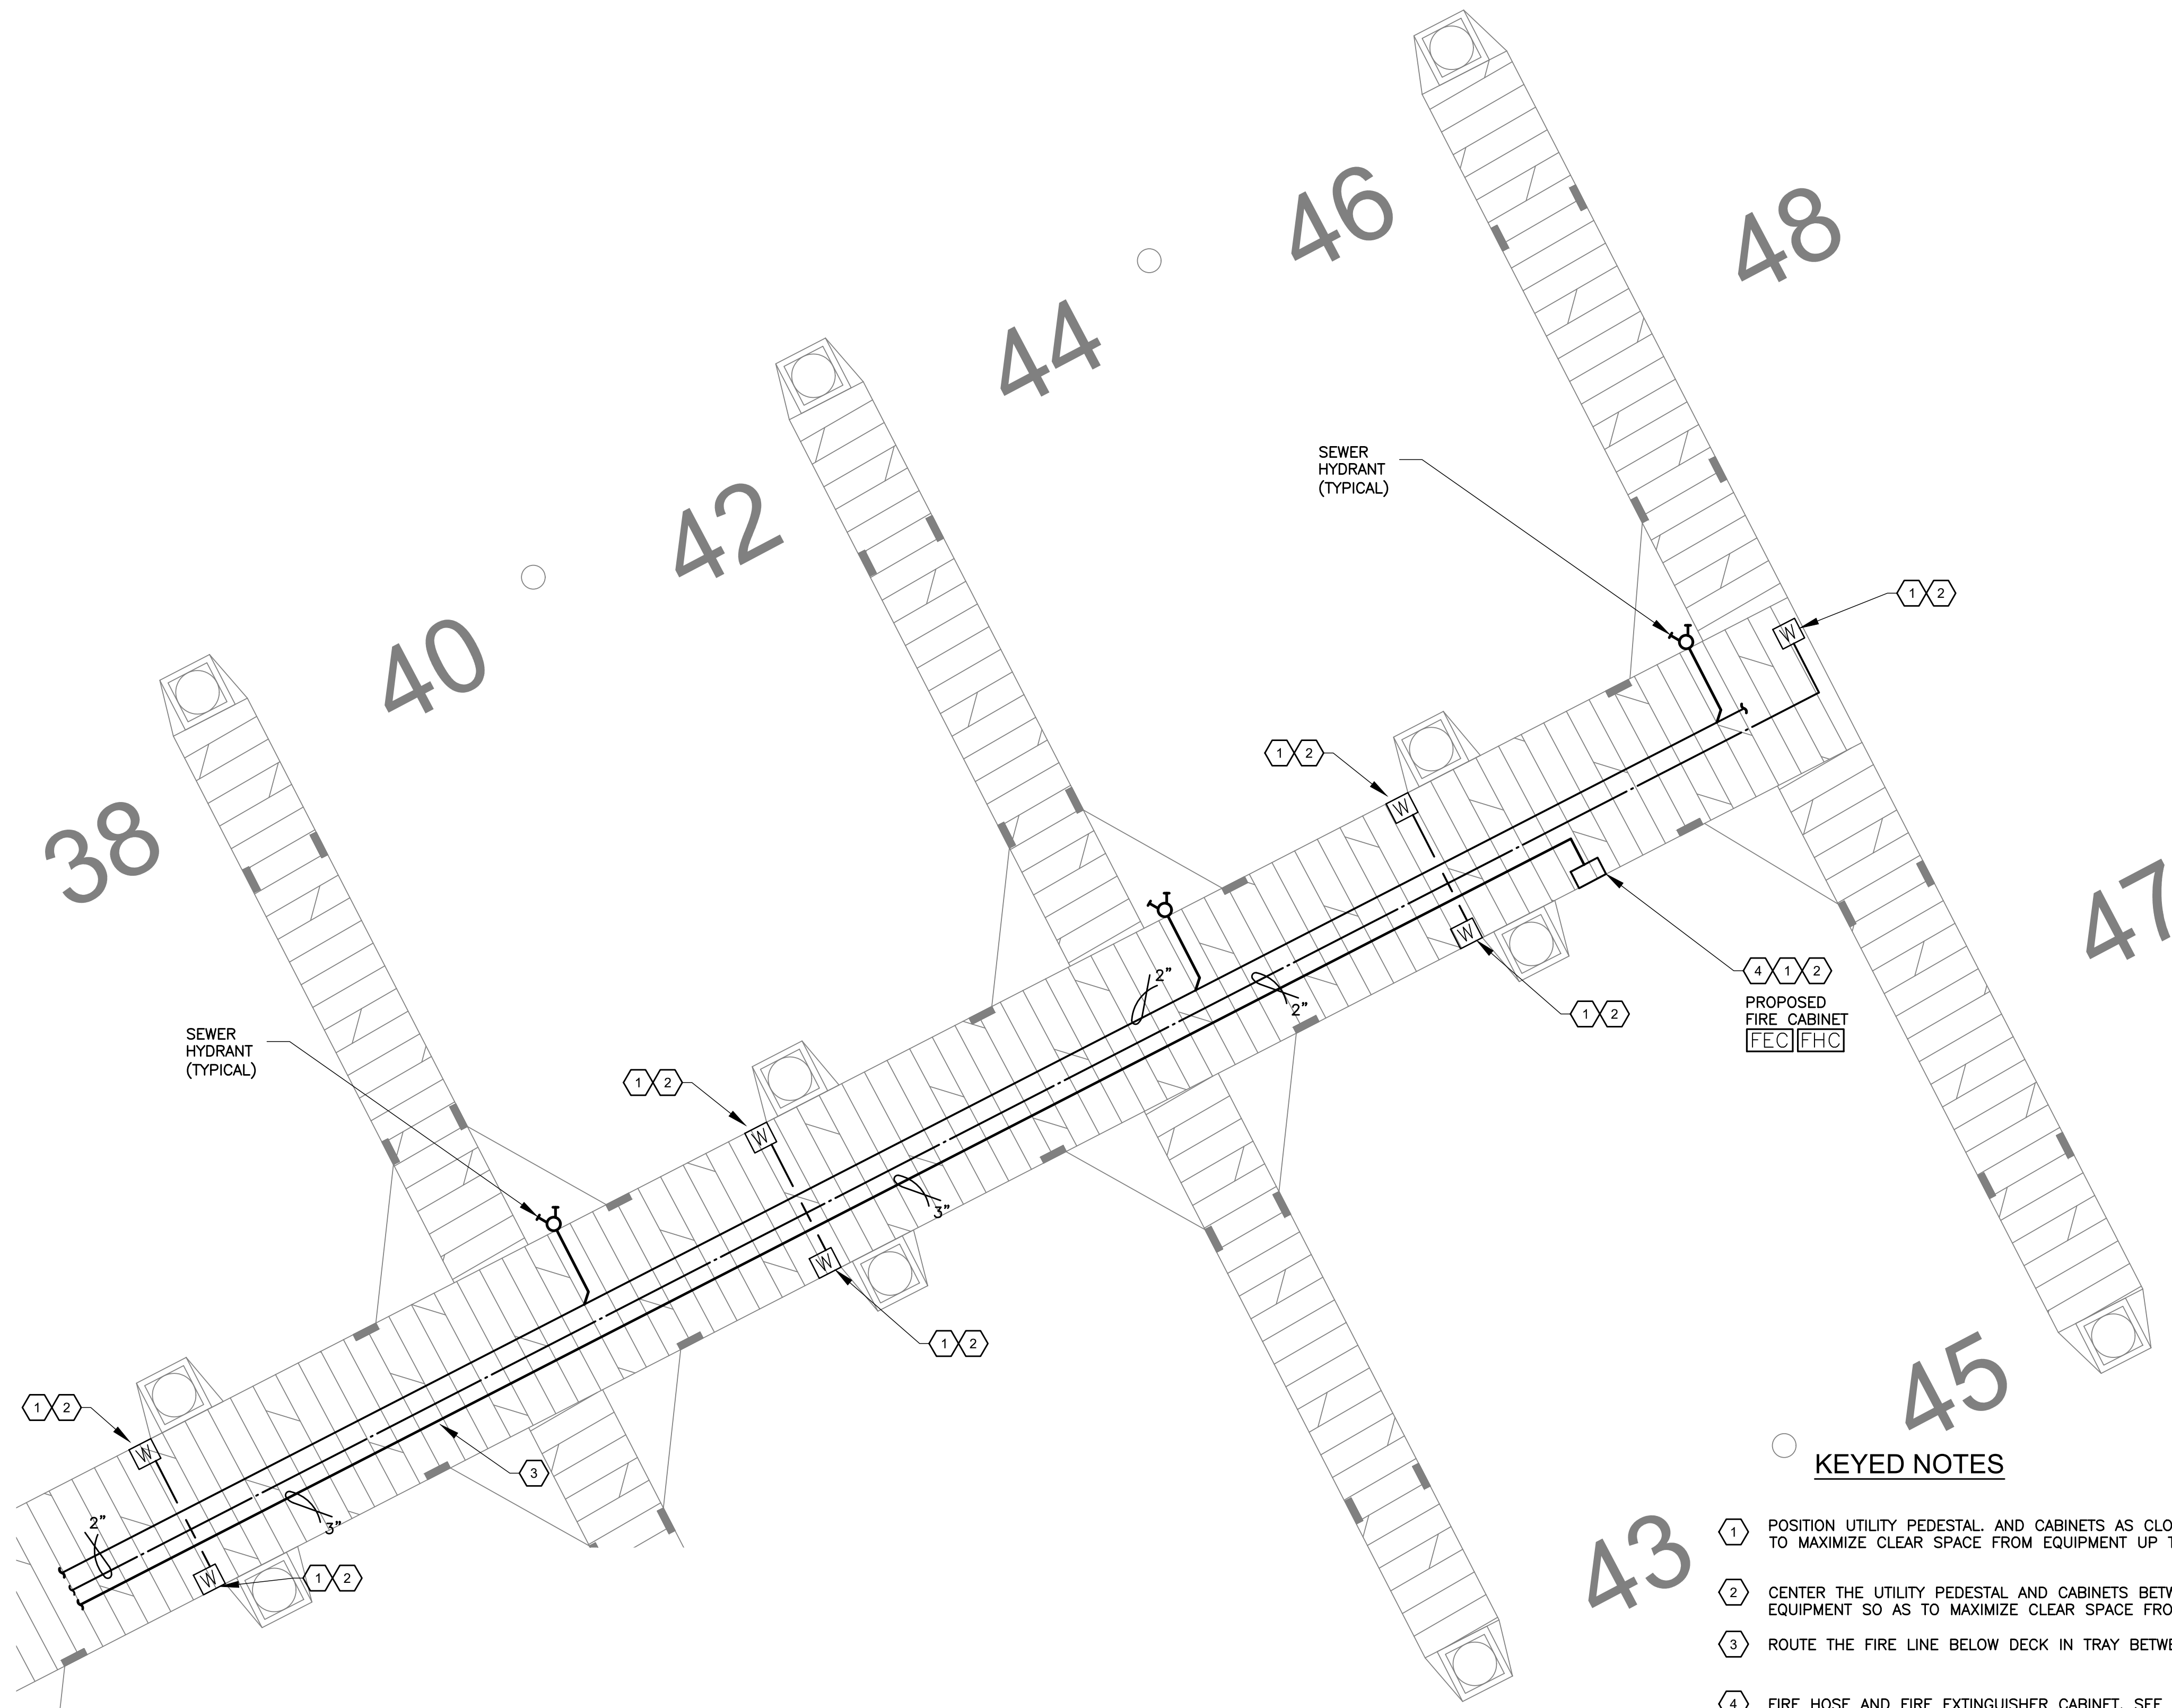 46
48
44
42
40
38
SEWER
HYDRANT
(TYPICAL)
W
1 2
1 2
W
W
1 2
4 1 2
PROPOSED
FIRE CABINET
FEC FHC
47
2"
2"
SEWER
HYDRANT
(TYPICAL)
1 2
W
3"
W
1 2
1 2
W
3
2"
3"
W
1 2
45
43
KEYED NOTES
1 POSITION UTILITY PEDESTAL. AND CABINETS AS
TO MAXIMIZE CLEAR SPACE FROM EQUIPMENT UP
2 CENTER THE UTILITY PEDESTAL AND CABINETS
EQUIPMENT SO AS TO MAXIMIZE CLEAR SPACE
3 ROUTE THE FIRE LINE BELOW DECK IN TRAY
4 FIRE HOSE AND FIRE EXTINGUISHER CABINET. SEE